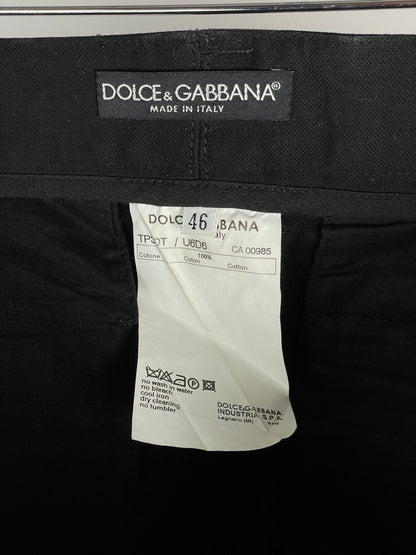 DOLCE & GABBANA®
MADE IN ITALY
46
/ U6D6 CA 00985
Cotone Coton 100% Cotton
no wash in water
no bleach
cool iron
dry cleaning
no tumbler
DOLCE & GABBANA
INDUSTRIA S.P.A.
Legnano (MI) Italy